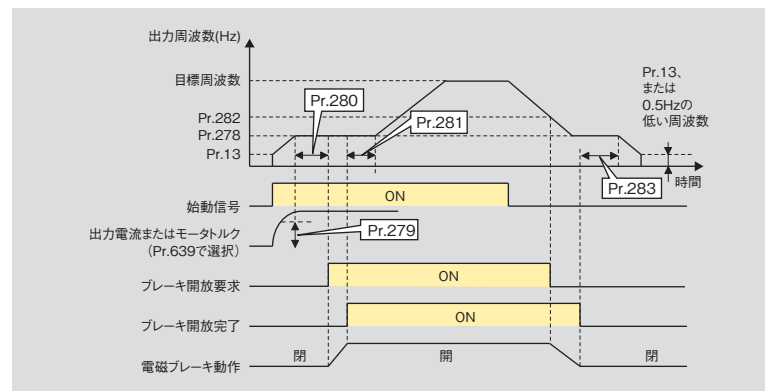 出力周波数(Hz)
目標周波数
Pr.282
Pr.278
Pr.13
Pr.280
Pr.281
Pr.13、
または
0.5Hzの
低い周波数
Pr.283
時間
始動信号
ON
出力電流またはモータトルク
(Pr.639で選択)
Pr.279
ブレーキ開放要求
ON
ブレーキ開放完了
ON
電磁ブレーキ動作
閉
開
閉